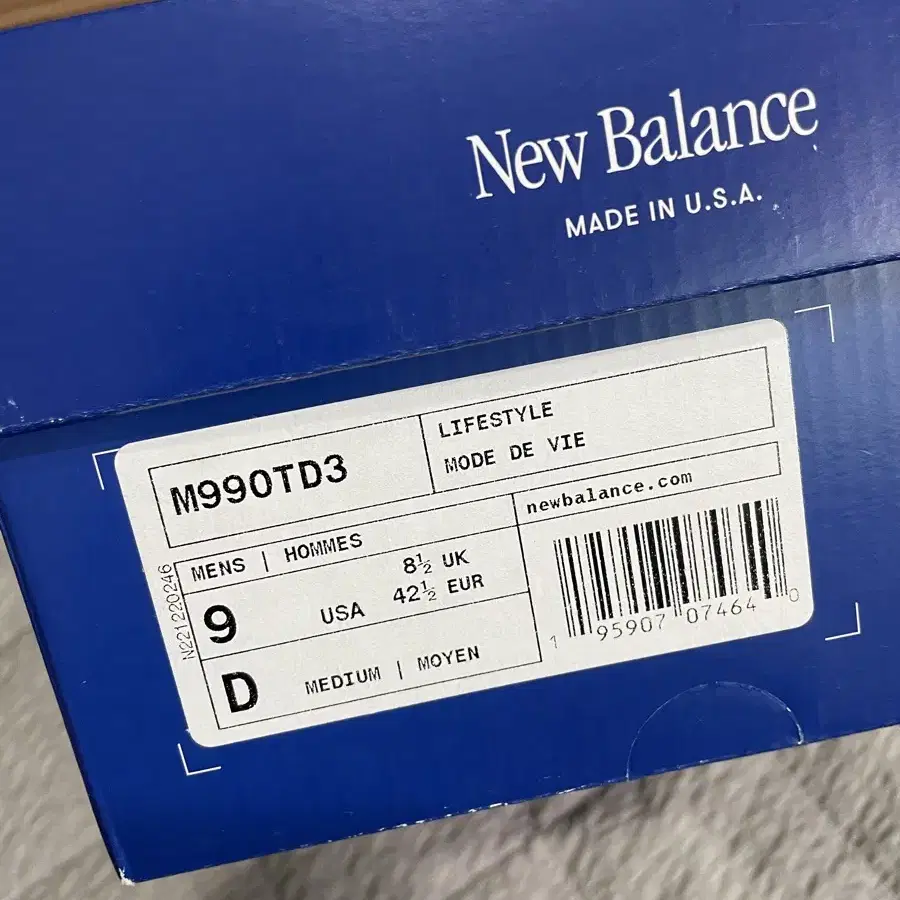 New Balance
MADE IN U.S.A.
M990TD3
LIFESTYLE
MODE DE VIE
newbalance.com
MENS | HOMMES
8½ UK
9 USA 42½ EUR
D MEDIUM | MOYEN
N221220246
1 95907 07464 0